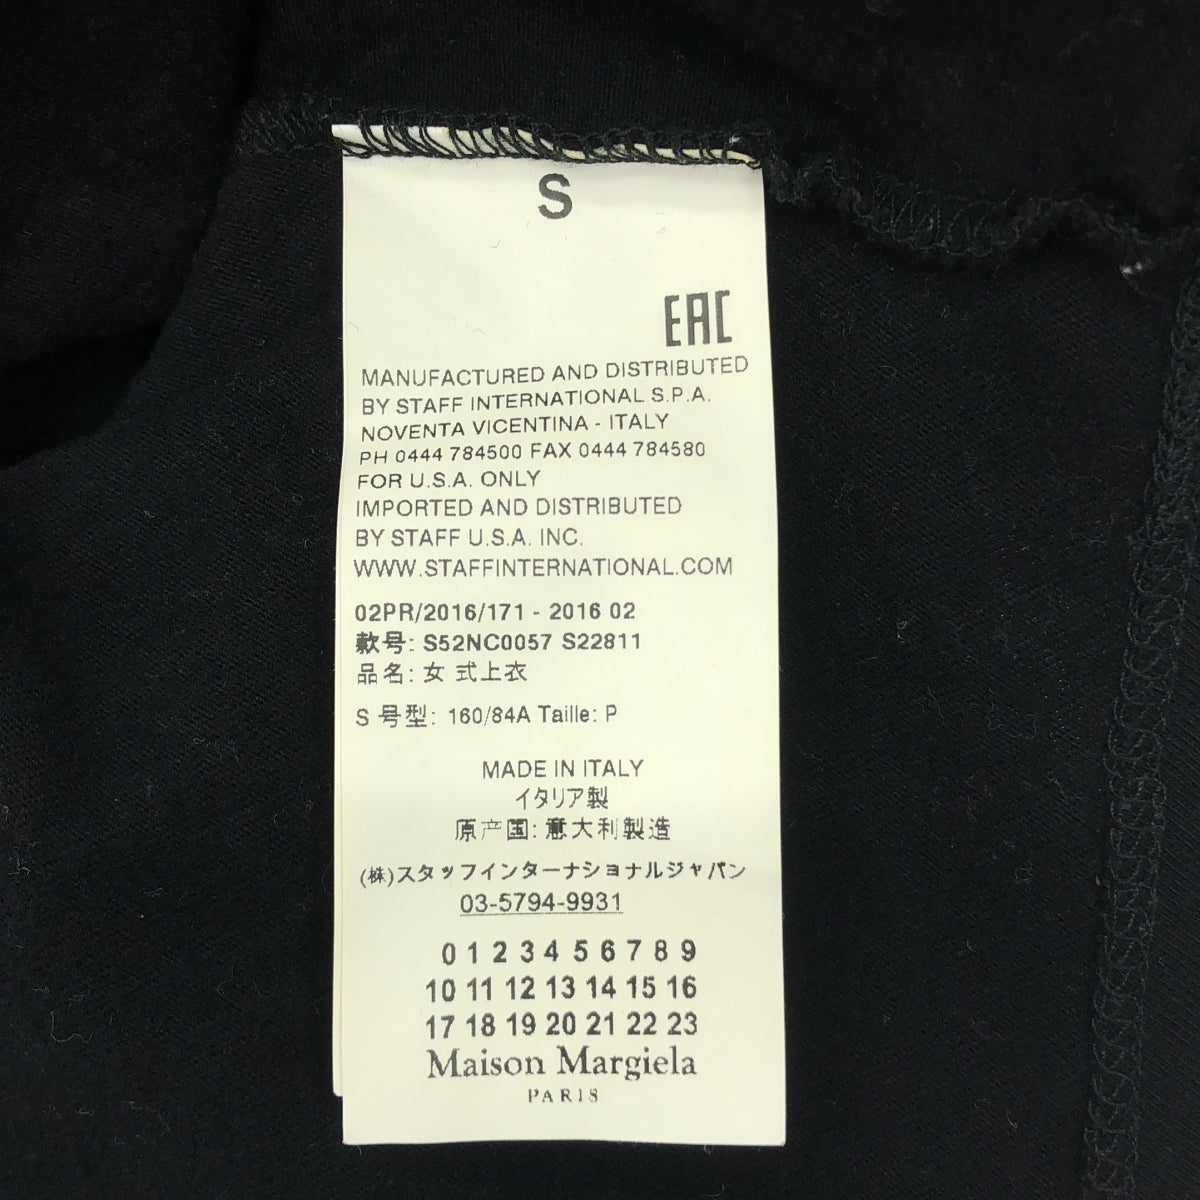 S
EAC
MANUFACTURED AND DISTRIBUTED
BY STAFF INTERNATIONAL S.P.A.
NOVENTA VICENTINA - ITALY
PH 0444 784500 FAX 0444 784580
FOR U.S.A. ONLY
IMPORTED AND DISTRIBUTED
BY STAFF U.S.A. INC.
WWW.STAFFINTERNATIONAL.COM
02PR/2016/171 - 2016 02
款号: S52NC0057 S22811
品名: 女 式上衣
S 号型: 160/84A Taille: P
MADE IN ITALY
イタリア製
原产国: 意大利製造
(株)スタッフインターナショナルジャパン
03-5794-9931
0 1 2 3 4 5 6 7 8 9
10 11 12 13 14 15 16
17 18 19 20 21 22 23
Maison Margiela
PARIS